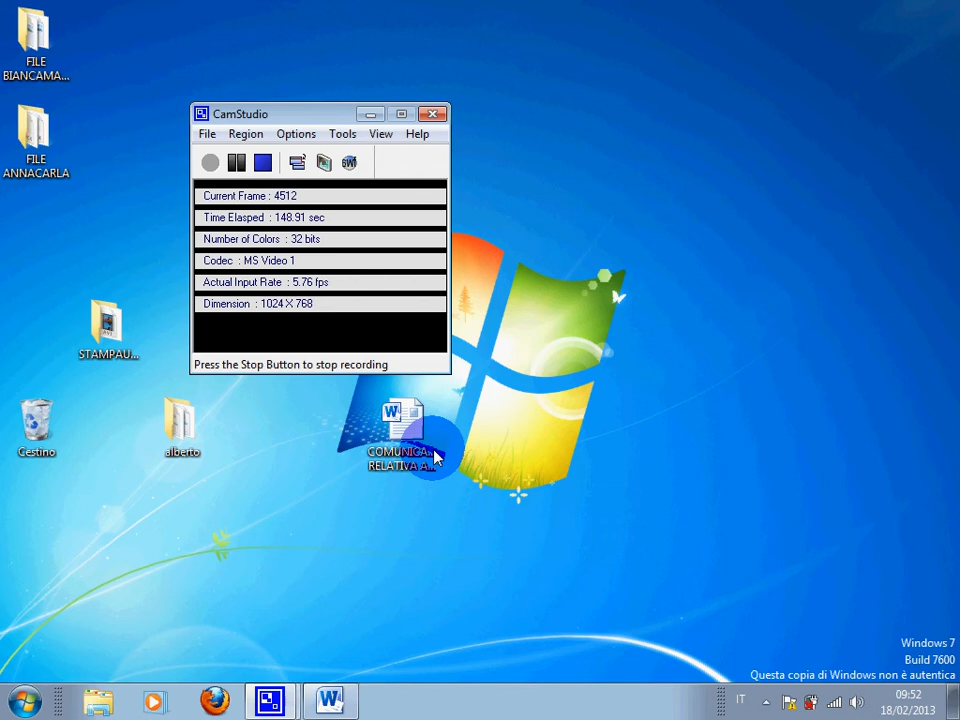 FILE
BIANCAMA...
FILE
ANNACARLA
CamStudio
File Region Options Tools View Help
Current Frame : 4512
Time Elasped : 148.91 sec
Number of Colors : 32 bits
Codec : MS Video 1
Actual Input Rate : 5.76 fps
Dimension : 1024 X 768
Press the Stop Button to stop recording
STAMPAU...
Cestino
alberto
COMUNICA...
RELATIVA A...
Windows 7
Build 7600
Questa copia di Windows non è autentica
IT
09:52
18/02/2013